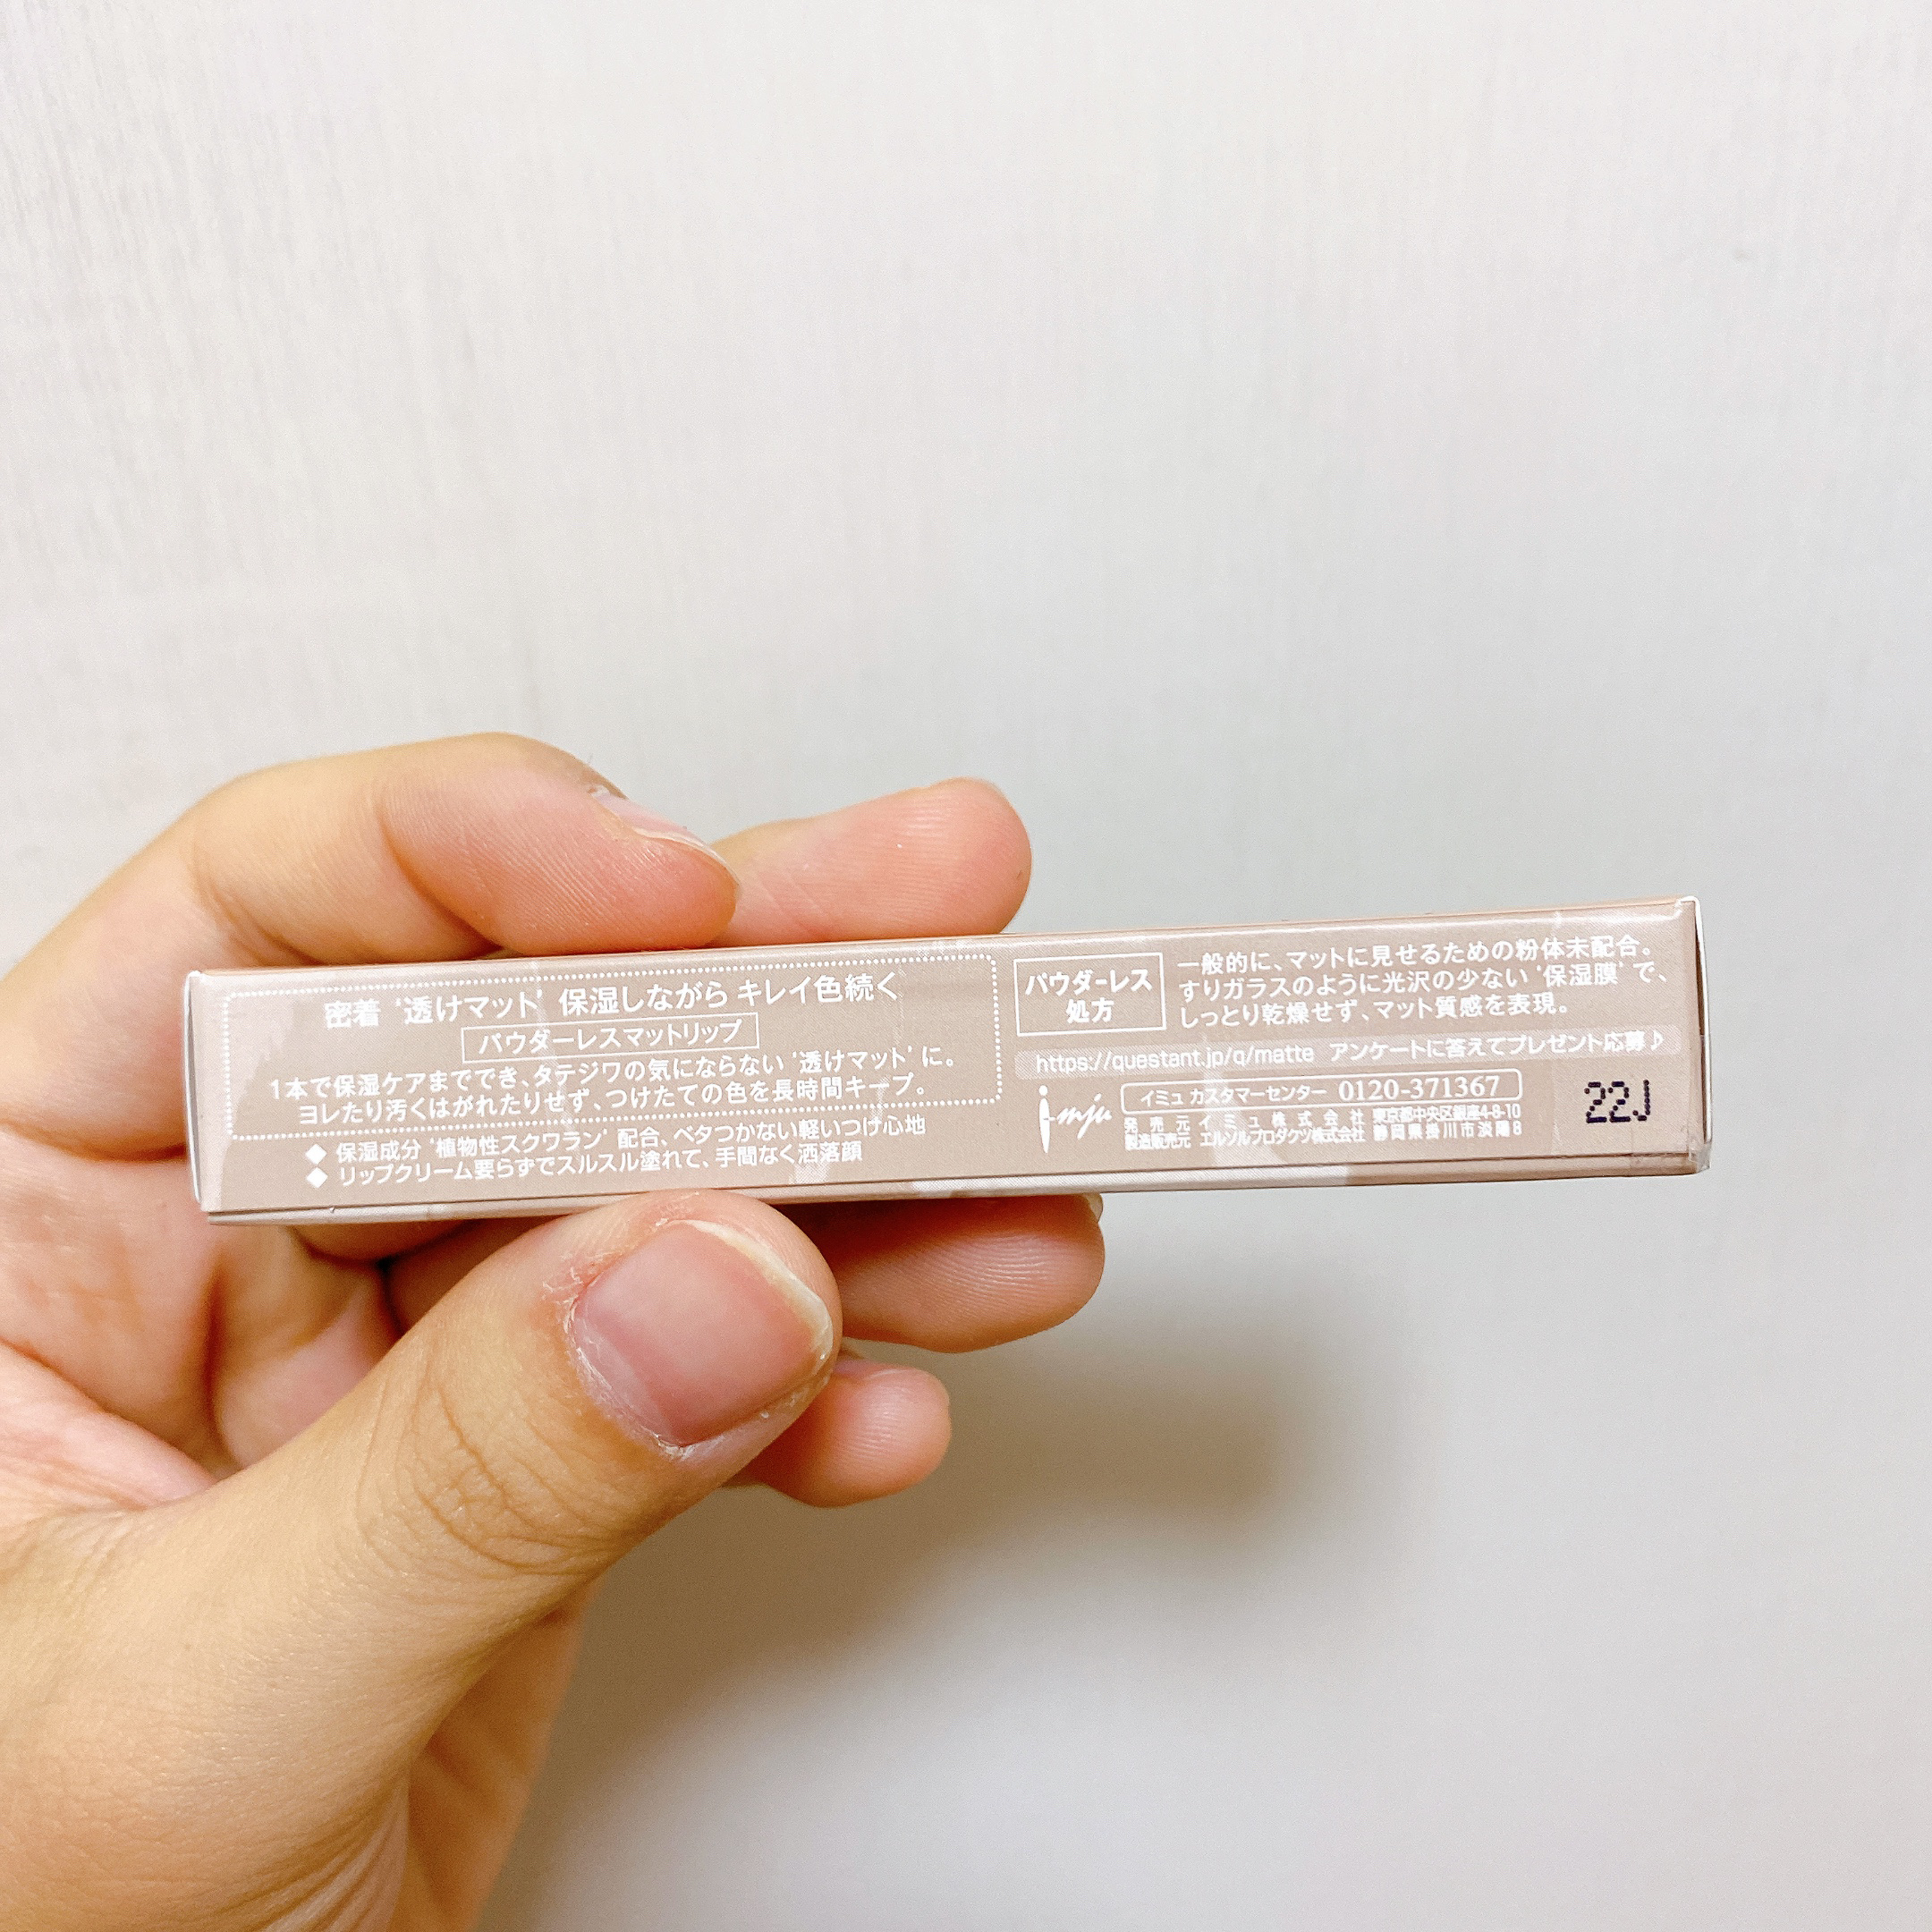 密着 '透けマット' 保湿しながら キレイ色続く
パウダーレスマットリップ
1本で保湿ケアまででき、タテジワの気にならない '透けマット' に。
ヨレたり汚くはがれたりせず、つけたての色を長時間キープ。
◆ 保湿成分 '植物性スクワラン' 配合、ベタつかない軽いつけ心地
◆ リップクリーム要らずでスルスル塗れて、手間なく洒落顔
パウダーレス
処方
一般的に、マットに見せるための粉体未配合。
すりガラスのように光沢の少ない '保湿膜' で、
しっとり乾燥せず、マット質感を表現。
https://questant.jp/q/matte アンケートに答えてプレゼント応募♪
imju
イミュ カスタマーセンター 0120-371367
発売元 イミュ株式会社 東京都中央区銀座4-8-10
製造販売元 エルソルプロダクツ株式会社 静岡県掛川市淡陽8
22J